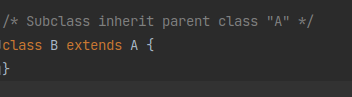 /* Subclass inherit parent class "A" */
class B extends A {
}